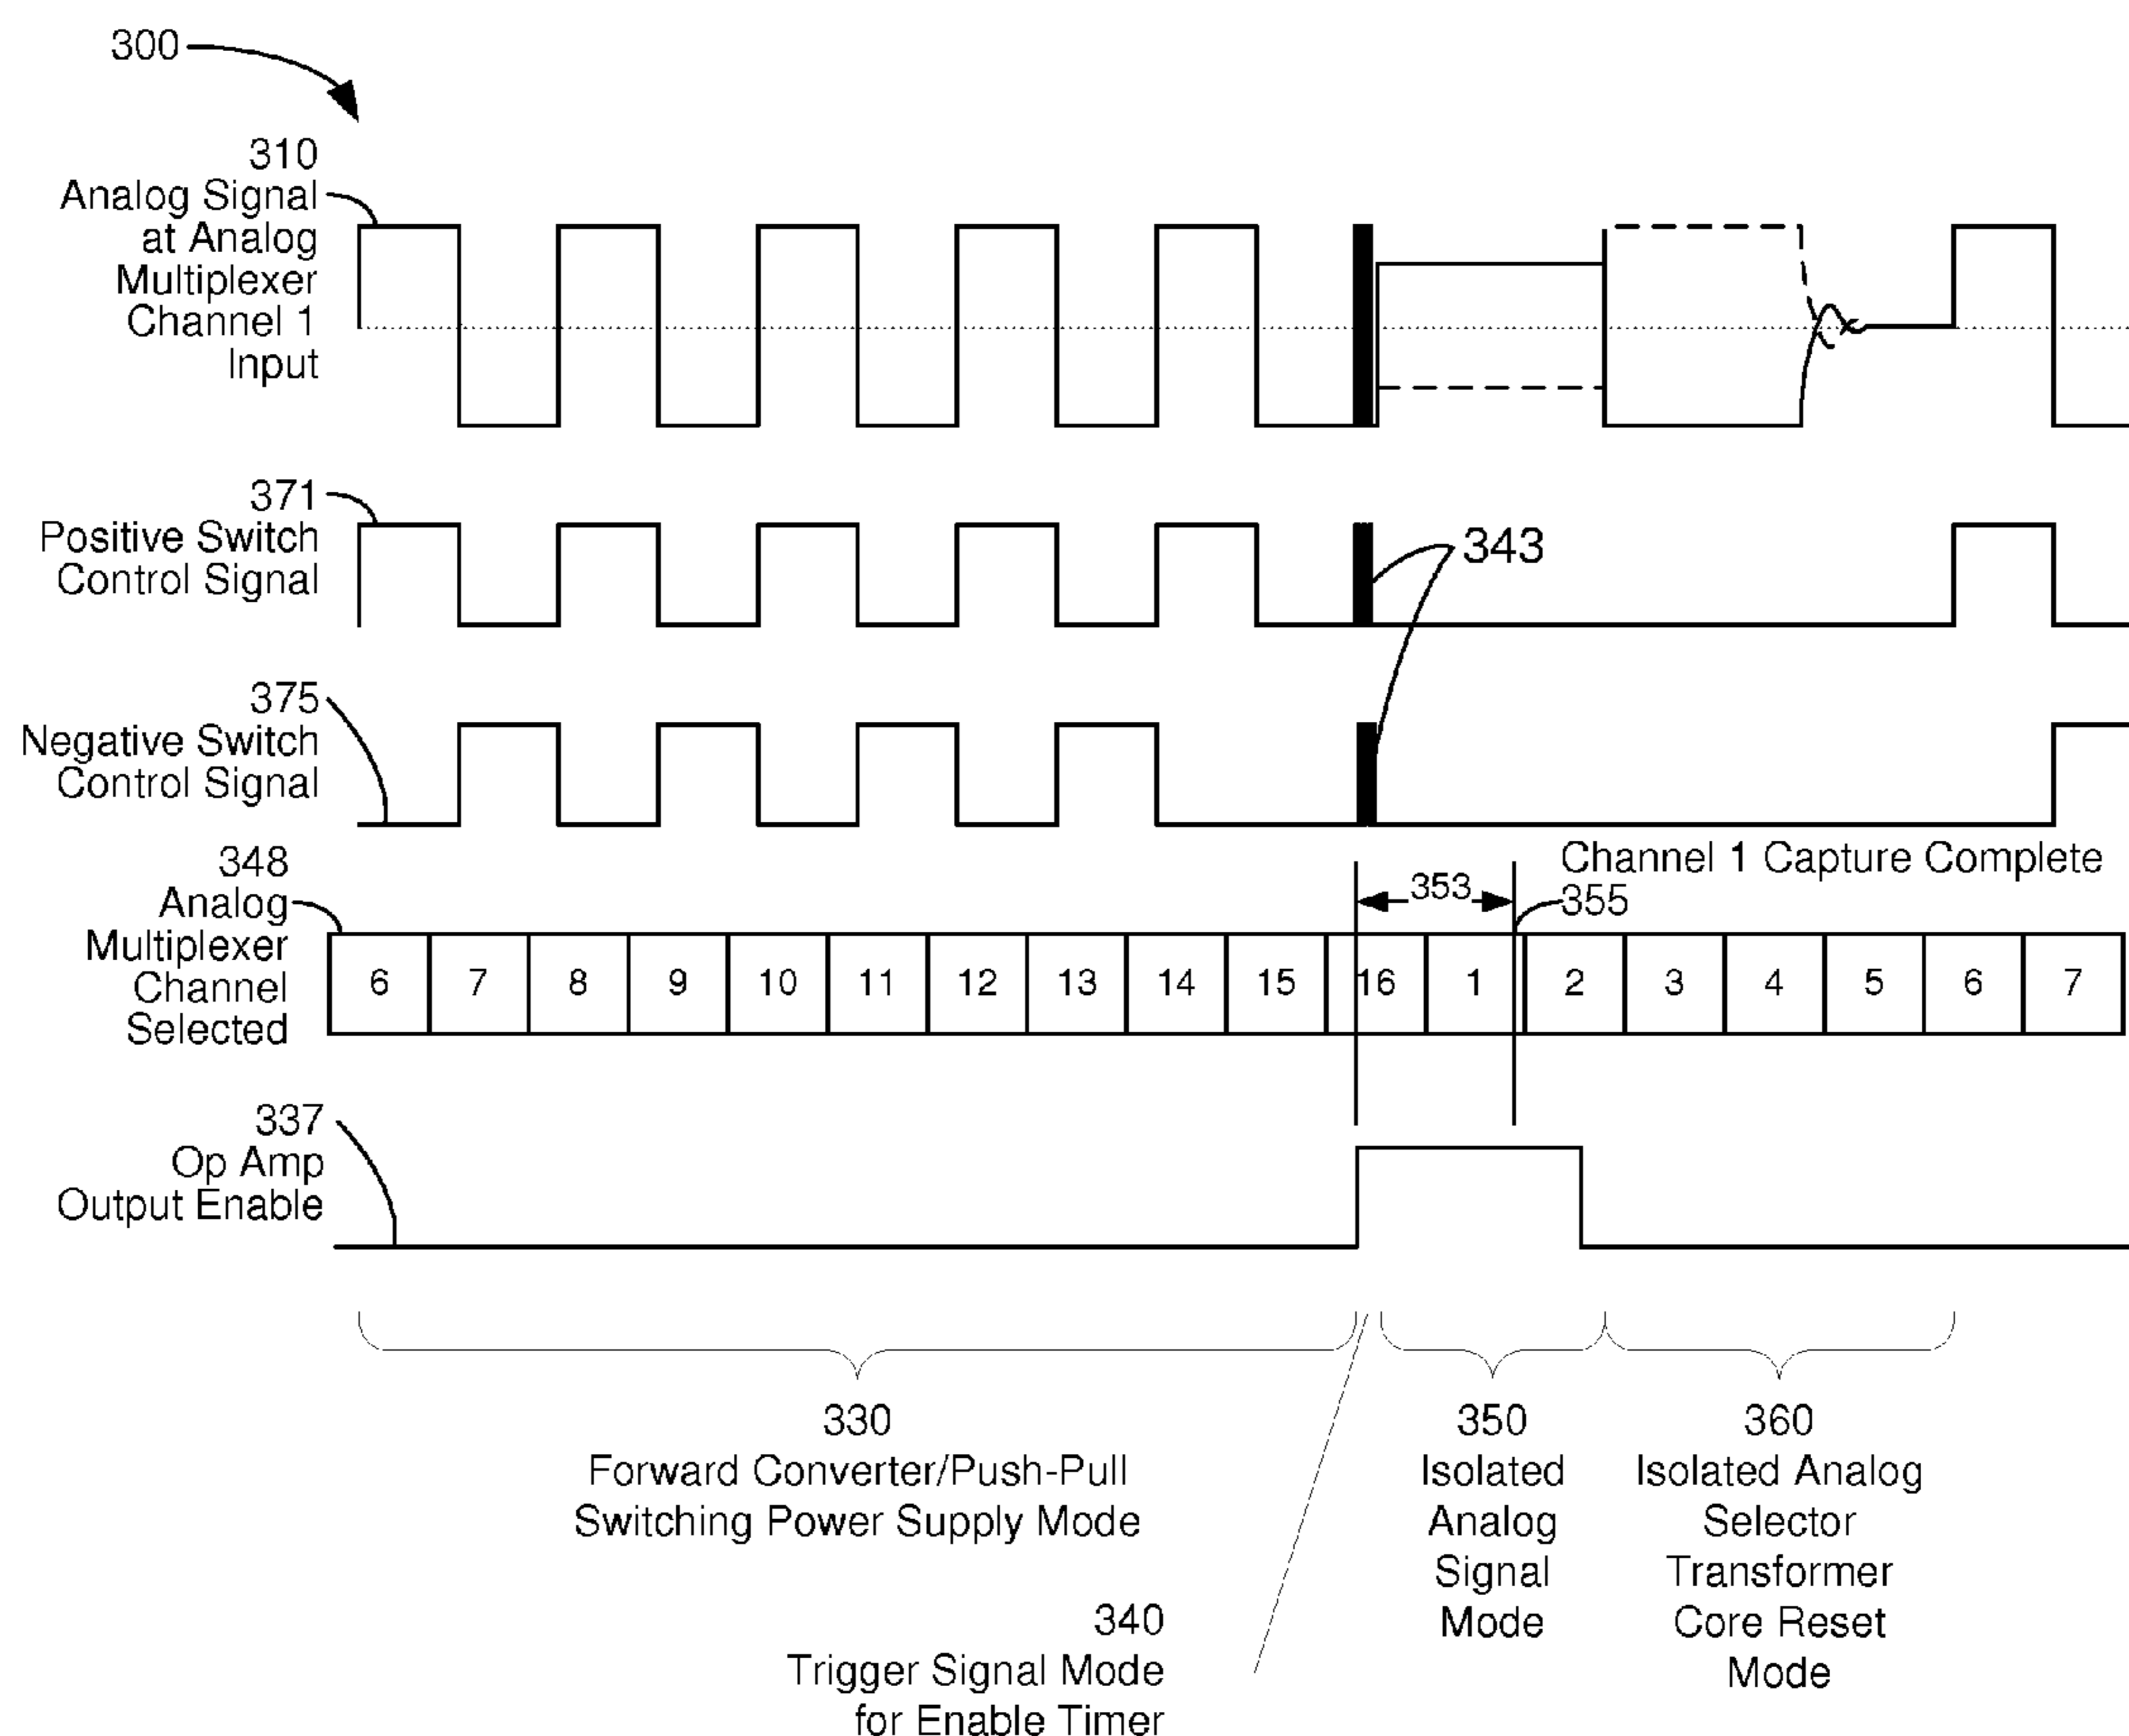 300
310
Analog Signal
at Analog
Multiplexer
Channel 1
Input
371
Positive Switch
Control Signal
343
375
Negative Switch
Control Signal
Channel 1 Capture Complete
353
355
348
Analog
Multiplexer
Channel
Selected
6 7 8 9 10 11 12 13 14 15 16 1 2 3 4 5 6 7
337
Op Amp
Output Enable
330
Forward Converter/Push-Pull
Switching Power Supply Mode
340
Trigger Signal Mode
for Enable Timer
350
Isolated
Analog
Signal
Mode
360
Isolated Analog
Selector
Transformer
Core Reset
Mode